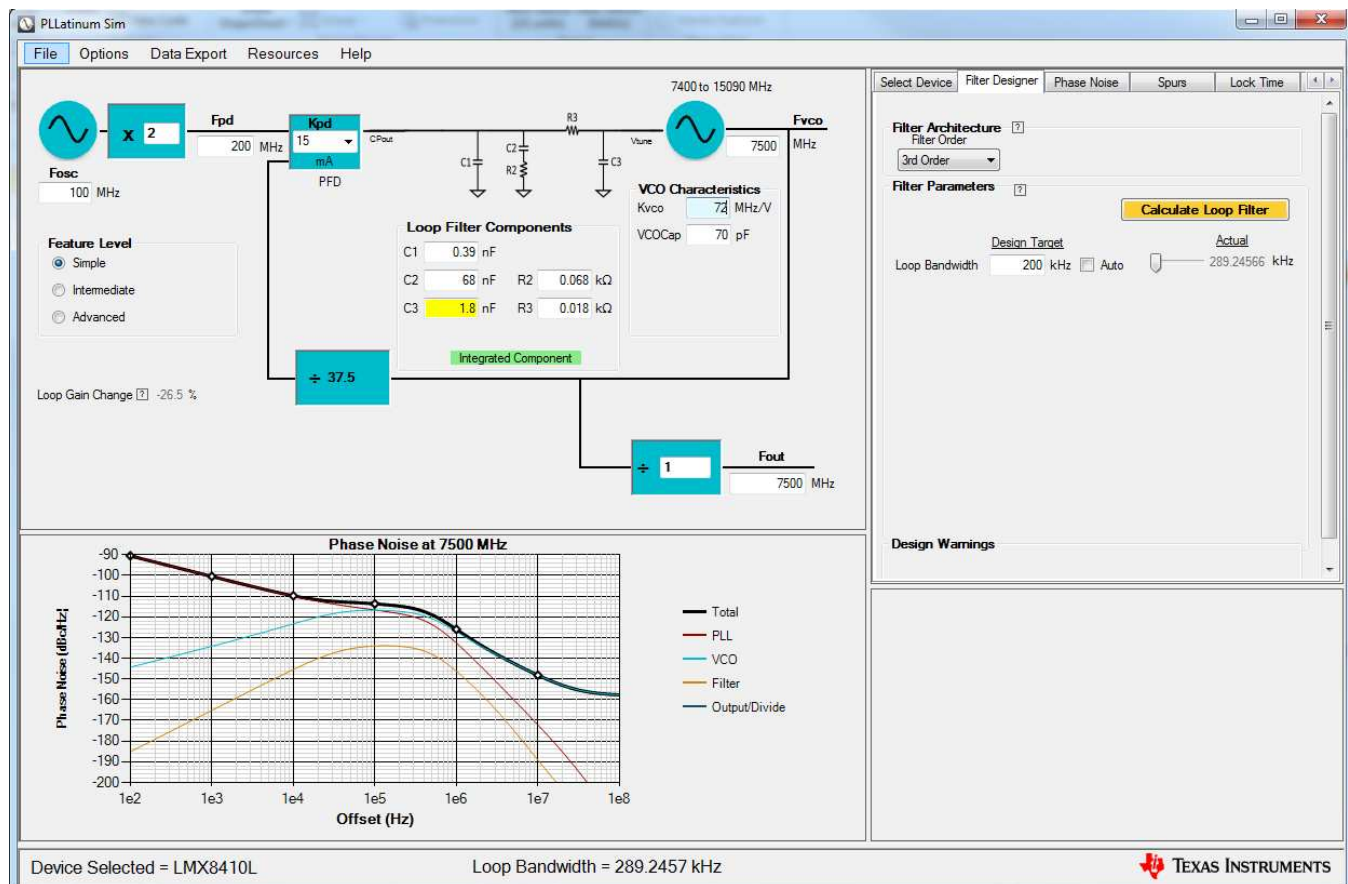 PLLatinum Sim
File Options Data Export Resources Help
7400 to 15090 MHz
x 2
Fpd
200 MHz
Kpd
15
mA
PFD
CPout
C1
C2
R2
R3
C3
Vtune
Fvco
7500 MHz
Fosc
100 MHz
VCO Characteristics
Kvco 72 MHz/V
VCOCap 70 pF
Loop Filter Components
C1 0.39 nF
C2 68 nF R2 0.068 kΩ
C3 1.8 nF R3 0.018 kΩ
Integrated Component
Feature Level
Simple
Intermediate
Advanced
÷ 37.5
Loop Gain Change ? -26.5 %
÷ 1
Fout
7500 MHz
Select Device Filter Designer Phase Noise Spurs Lock Time
Filter Architecture ?
Filter Order
3rd Order
Filter Parameters ?
Calculate Loop Filter
Design Target Actual
Loop Bandwidth 200 kHz Auto 289.24566 kHz
Design Warnings
Phase Noise at 7500 MHz
Phase Noise (dBc/Hz)
-90
-100
-110
-120
-130
-140
-150
-160
-170
-180
-190
-200
1e2 1e3 1e4 1e5 1e6 1e7 1e8
Offset (Hz)
Total
PLL
VCO
Filter
Output/Divide
Device Selected = LMX8410L Loop Bandwidth = 289.2457 kHz TEXAS INSTRUMENTS